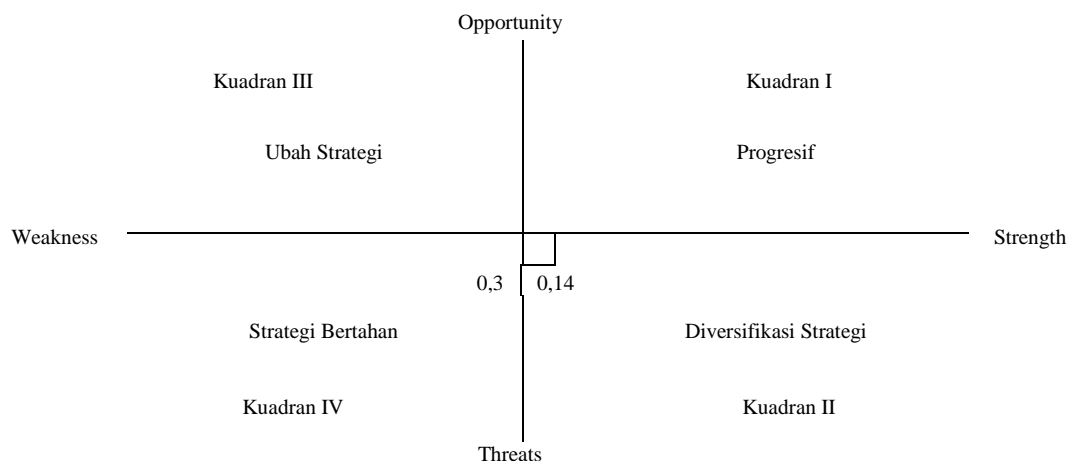 Opportunity
Kuadran III
Kuadran I
Ubah Strategi
Progresif
Weakness
Strength
0,3
0,14
Strategi Bertahan
Diversifikasi Strategi
Kuadran IV
Kuadran II
Threats